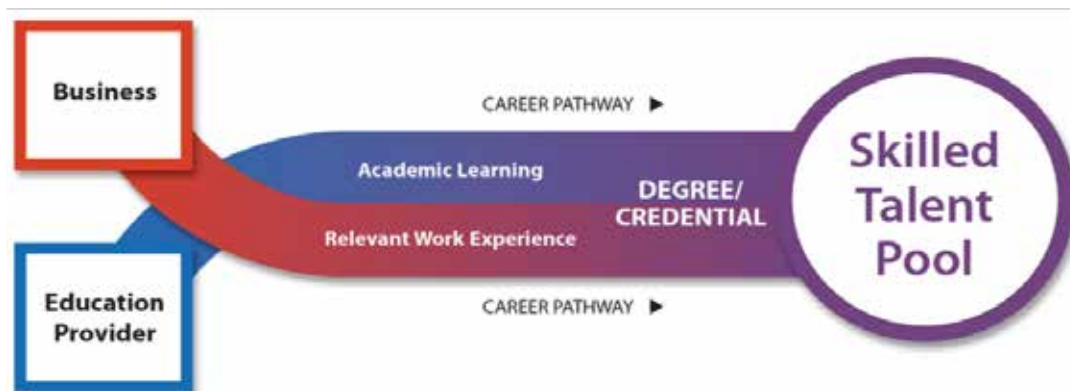 Business
Education
Provider
CAREER PATHWAY ►
Academic Learning
Relevant Work Experience
DEGREE/
CREDENTIAL
CAREER PATHWAY ►
Skilled
Talent
Pool